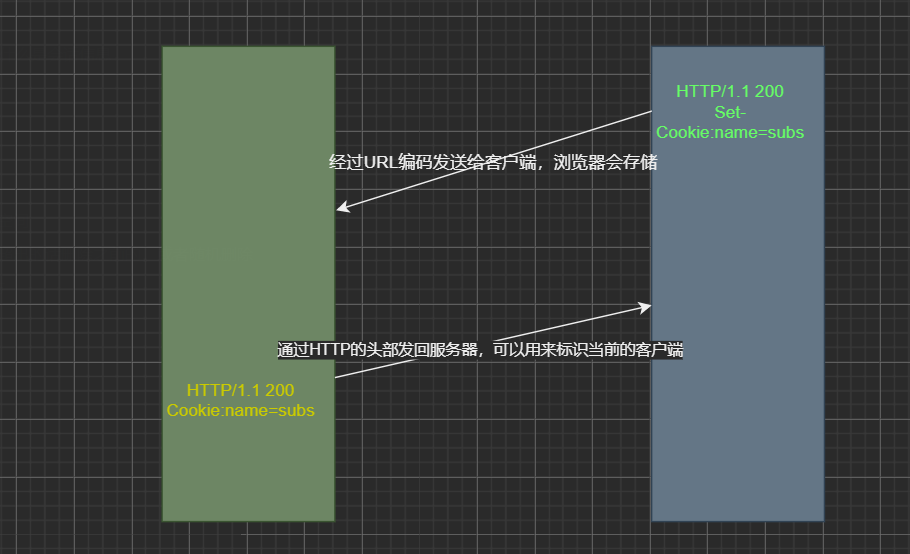 HTTP/1.1 200
Set-
Cookie:name=subs
经过URL编码发送给客户端，浏览器会存储
通过HTTP的头部发回服务器，可以用来标识当前的客户端
HTTP/1.1 200
Cookie:name=subs